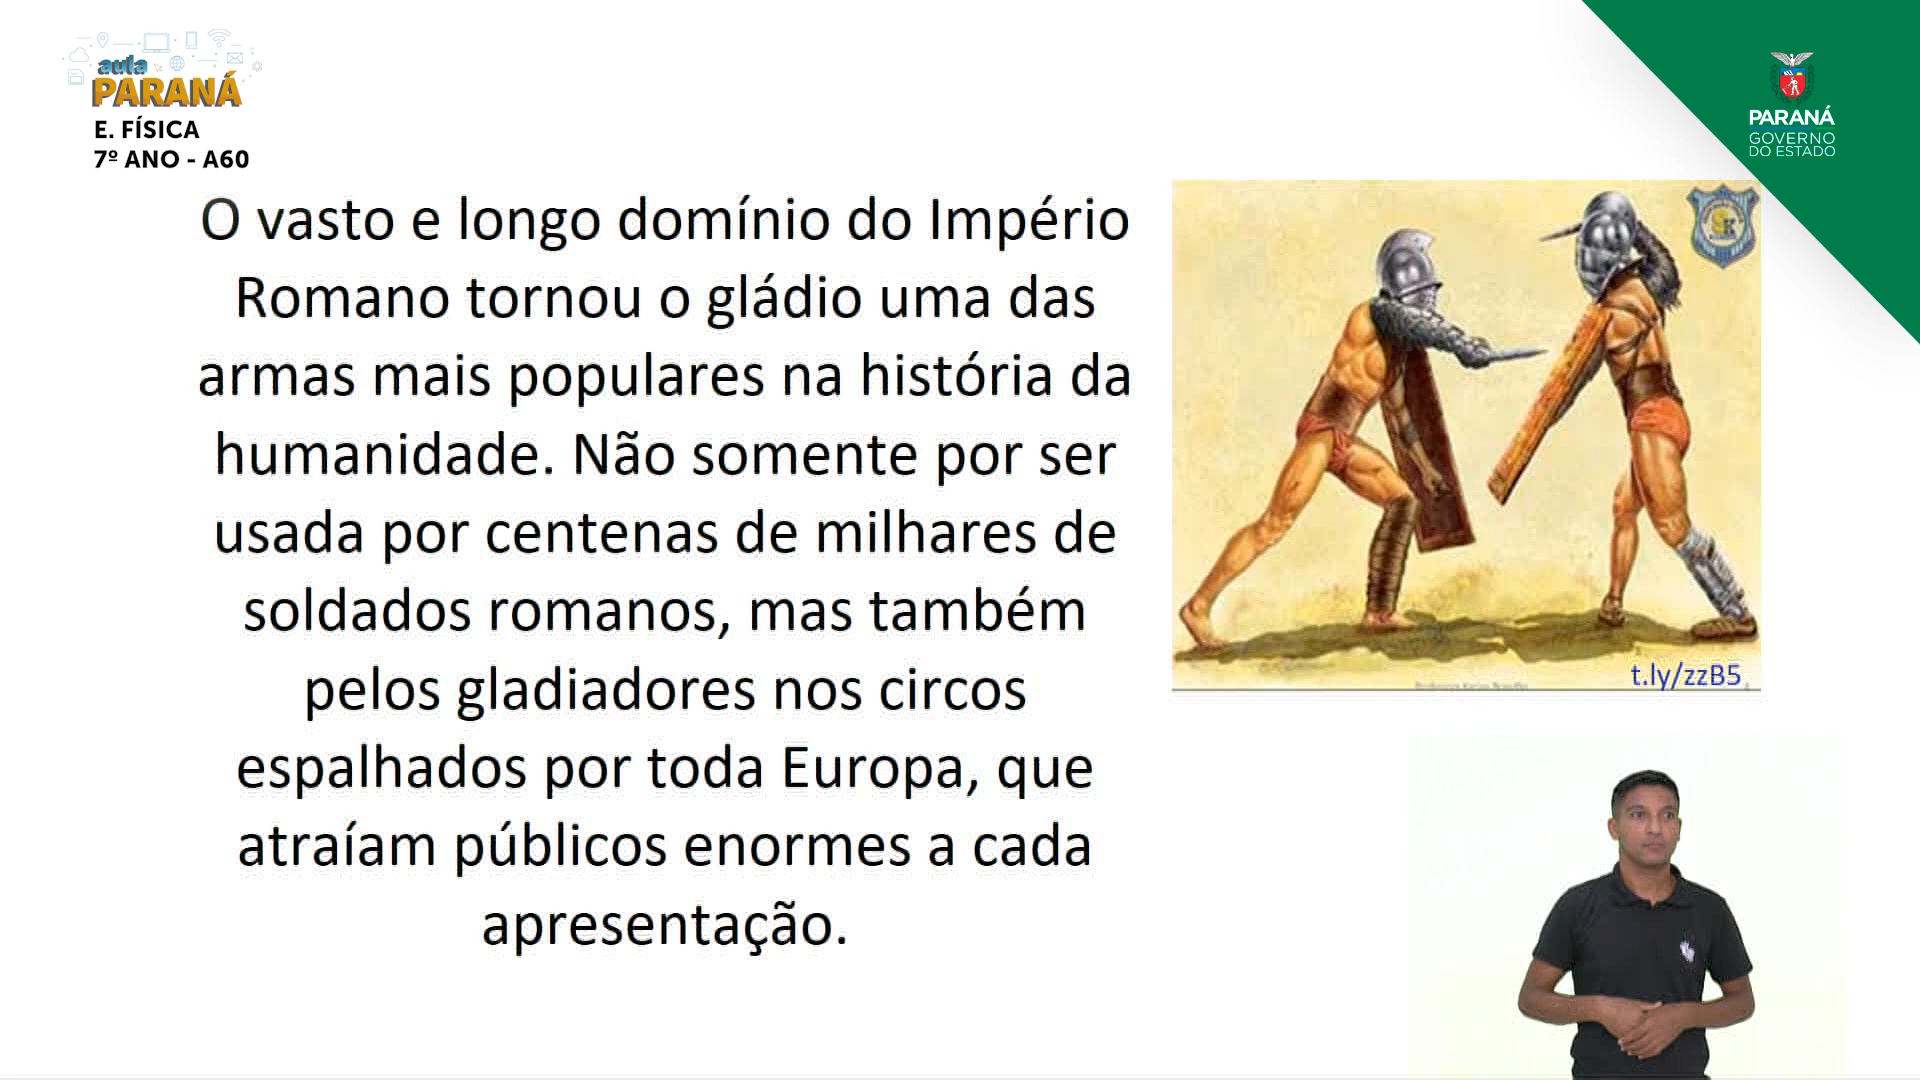 aula
PARANÁ
E. FÍSICA
7º ANO - A60
PARANÁ
GOVERNO
DO ESTADO
O vasto e longo domínio do Império
Romano tornou o gládio uma das
armas mais populares na história da
humanidade. Não somente por ser
usada por centenas de milhares de
soldados romanos, mas também
pelos gladiadores nos circos
espalhados por toda Europa, que
atraíam públicos enormes a cada
apresentação.
t.ly/zzB5